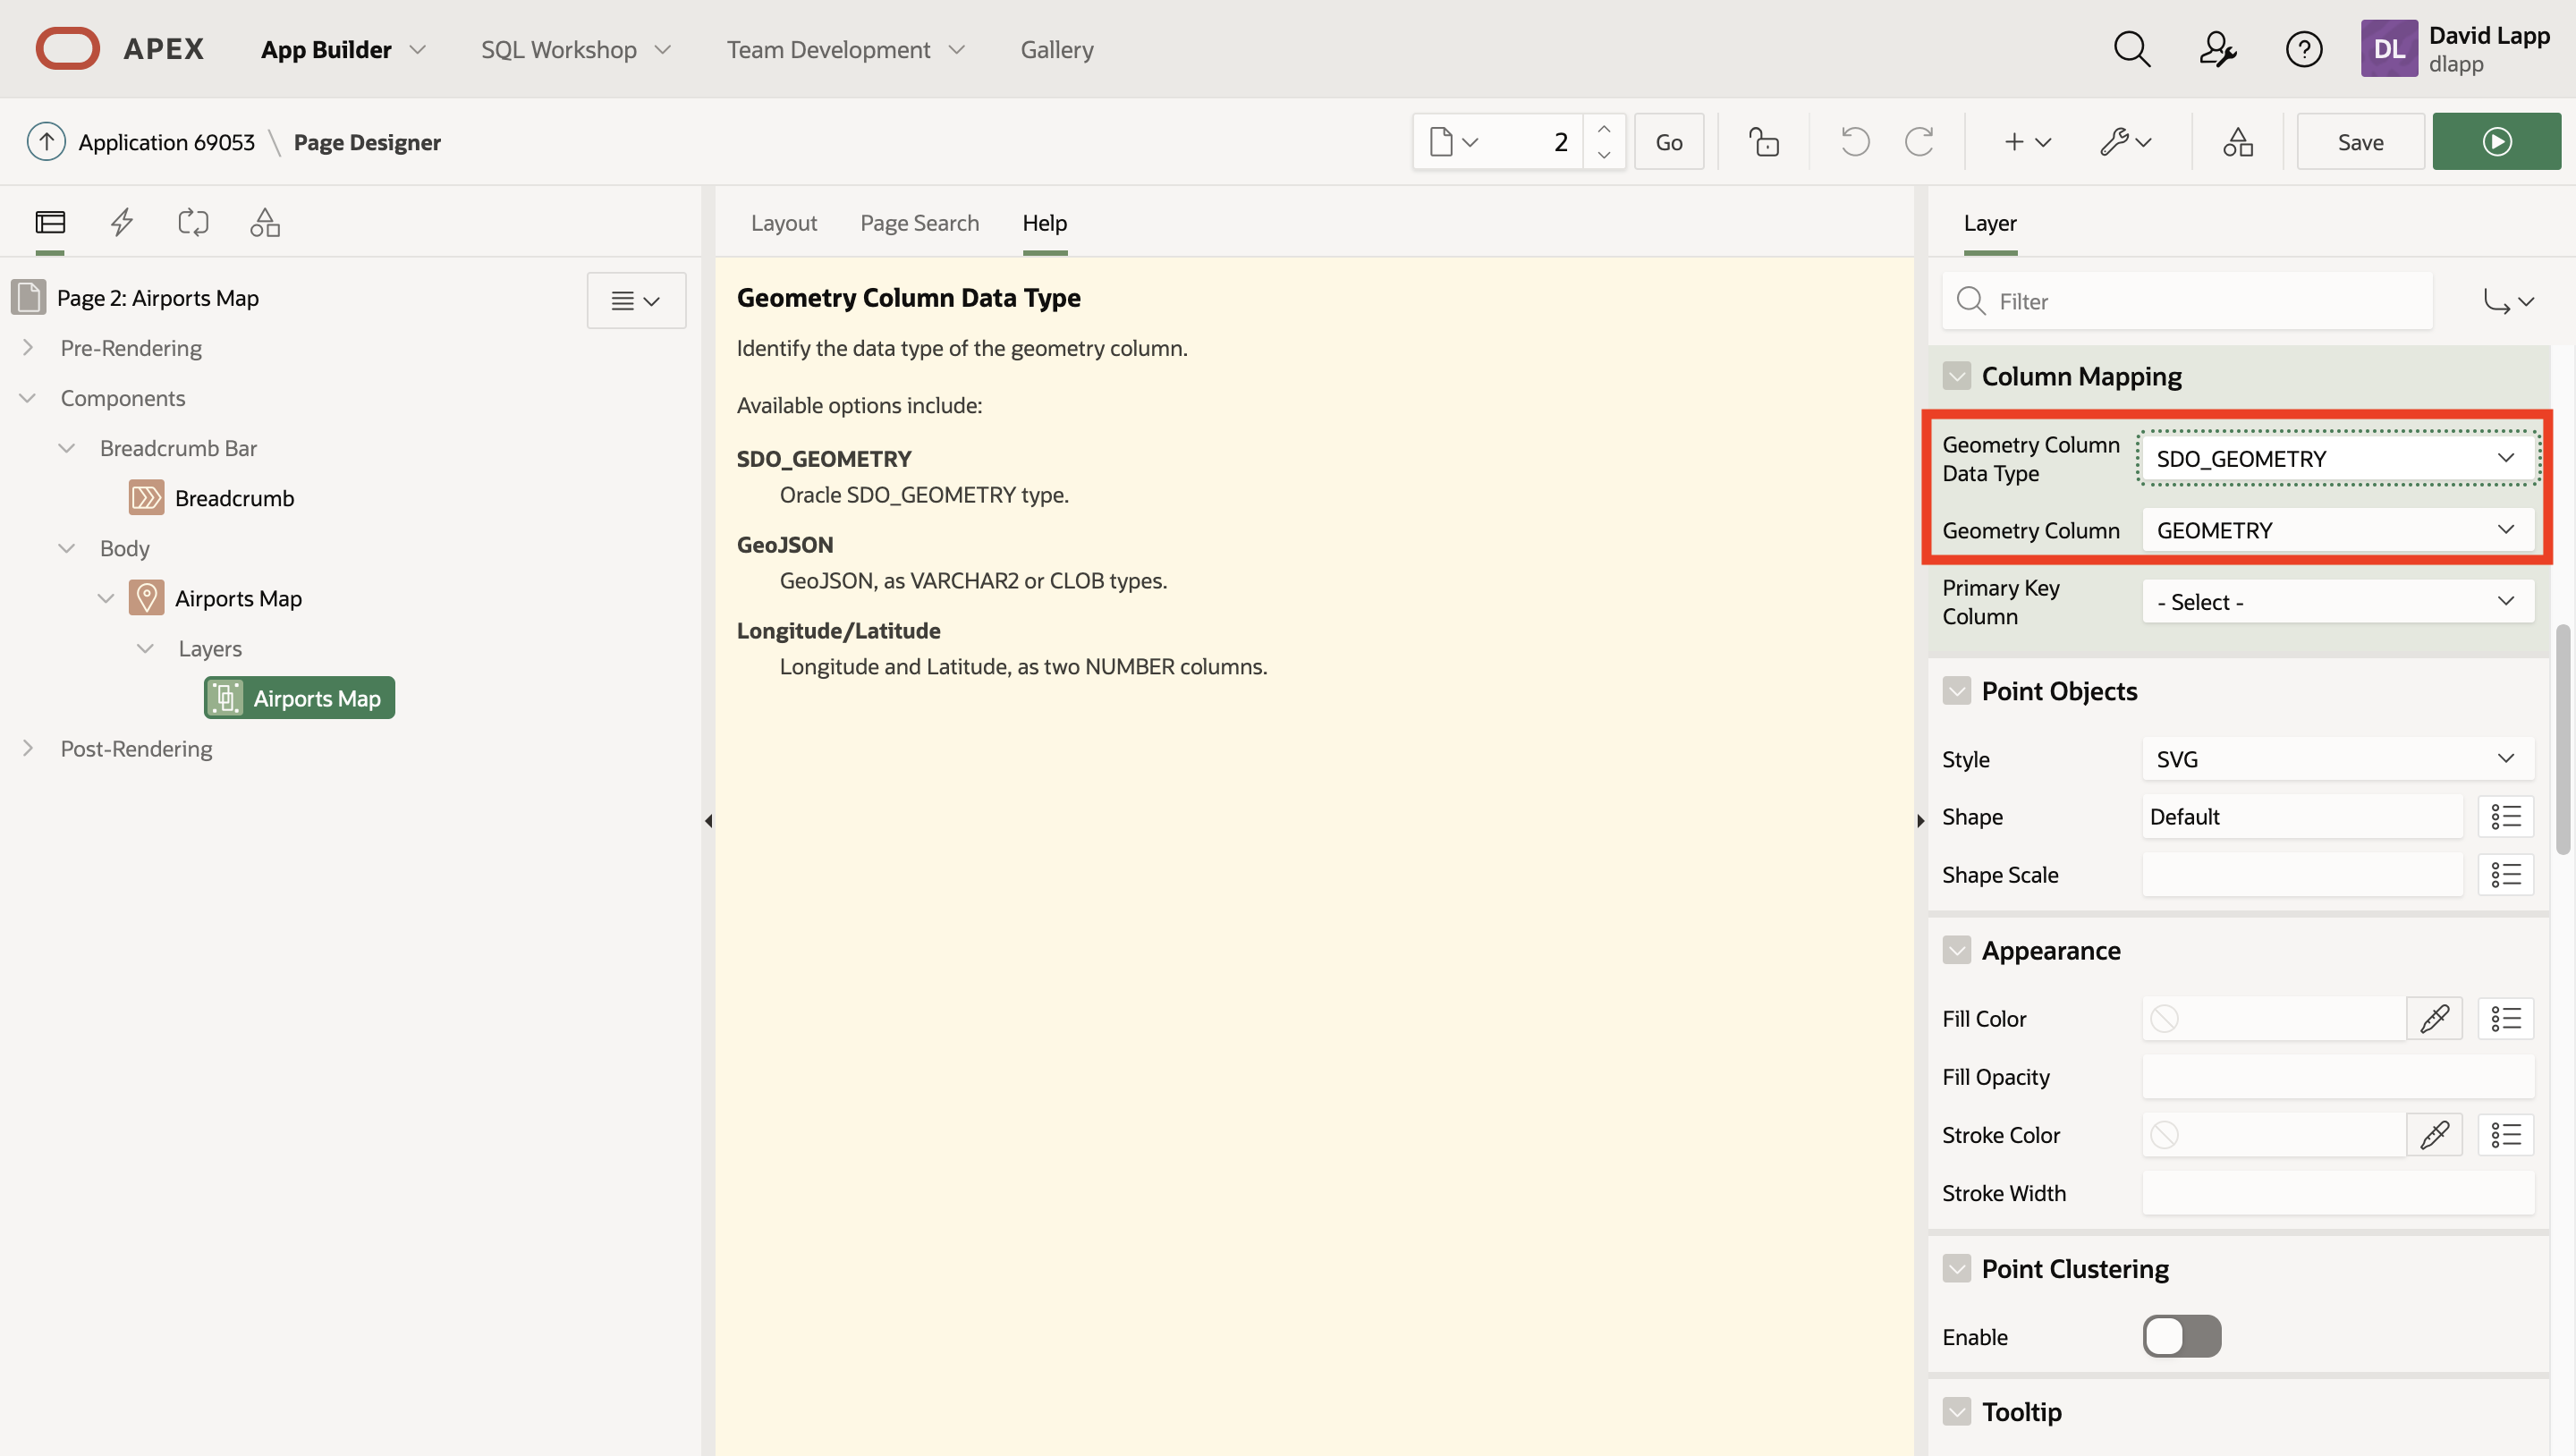 APEX
App Builder
SQL Workshop
Team Development
Gallery
DL
David Lapp
dlapp
Application 69053
Page Designer
2
Go
Save
Page 2: Airports Map
Pre-Rendering
Components
Breadcrumb Bar
Breadcrumb
Body
Airports Map
Layers
Airports Map
Post-Rendering
Layout
Page Search
Help
Geometry Column Data Type
Identify the data type of the geometry column.
Available options include:
SDO_GEOMETRY
Oracle SDO_GEOMETRY type.
GeoJSON
GeoJSON, as VARCHAR2 or CLOB types.
Longitude/Latitude
Longitude and Latitude, as two NUMBER columns.
Layer
Filter
Column Mapping
Geometry Column
Data Type
SDO_GEOMETRY
Geometry Column
GEOMETRY
Primary Key
Column
- Select -
Point Objects
Style
SVG
Shape
Default
Shape Scale
Appearance
Fill Color
Fill Opacity
Stroke Color
Stroke Width
Point Clustering
Enable
Tooltip